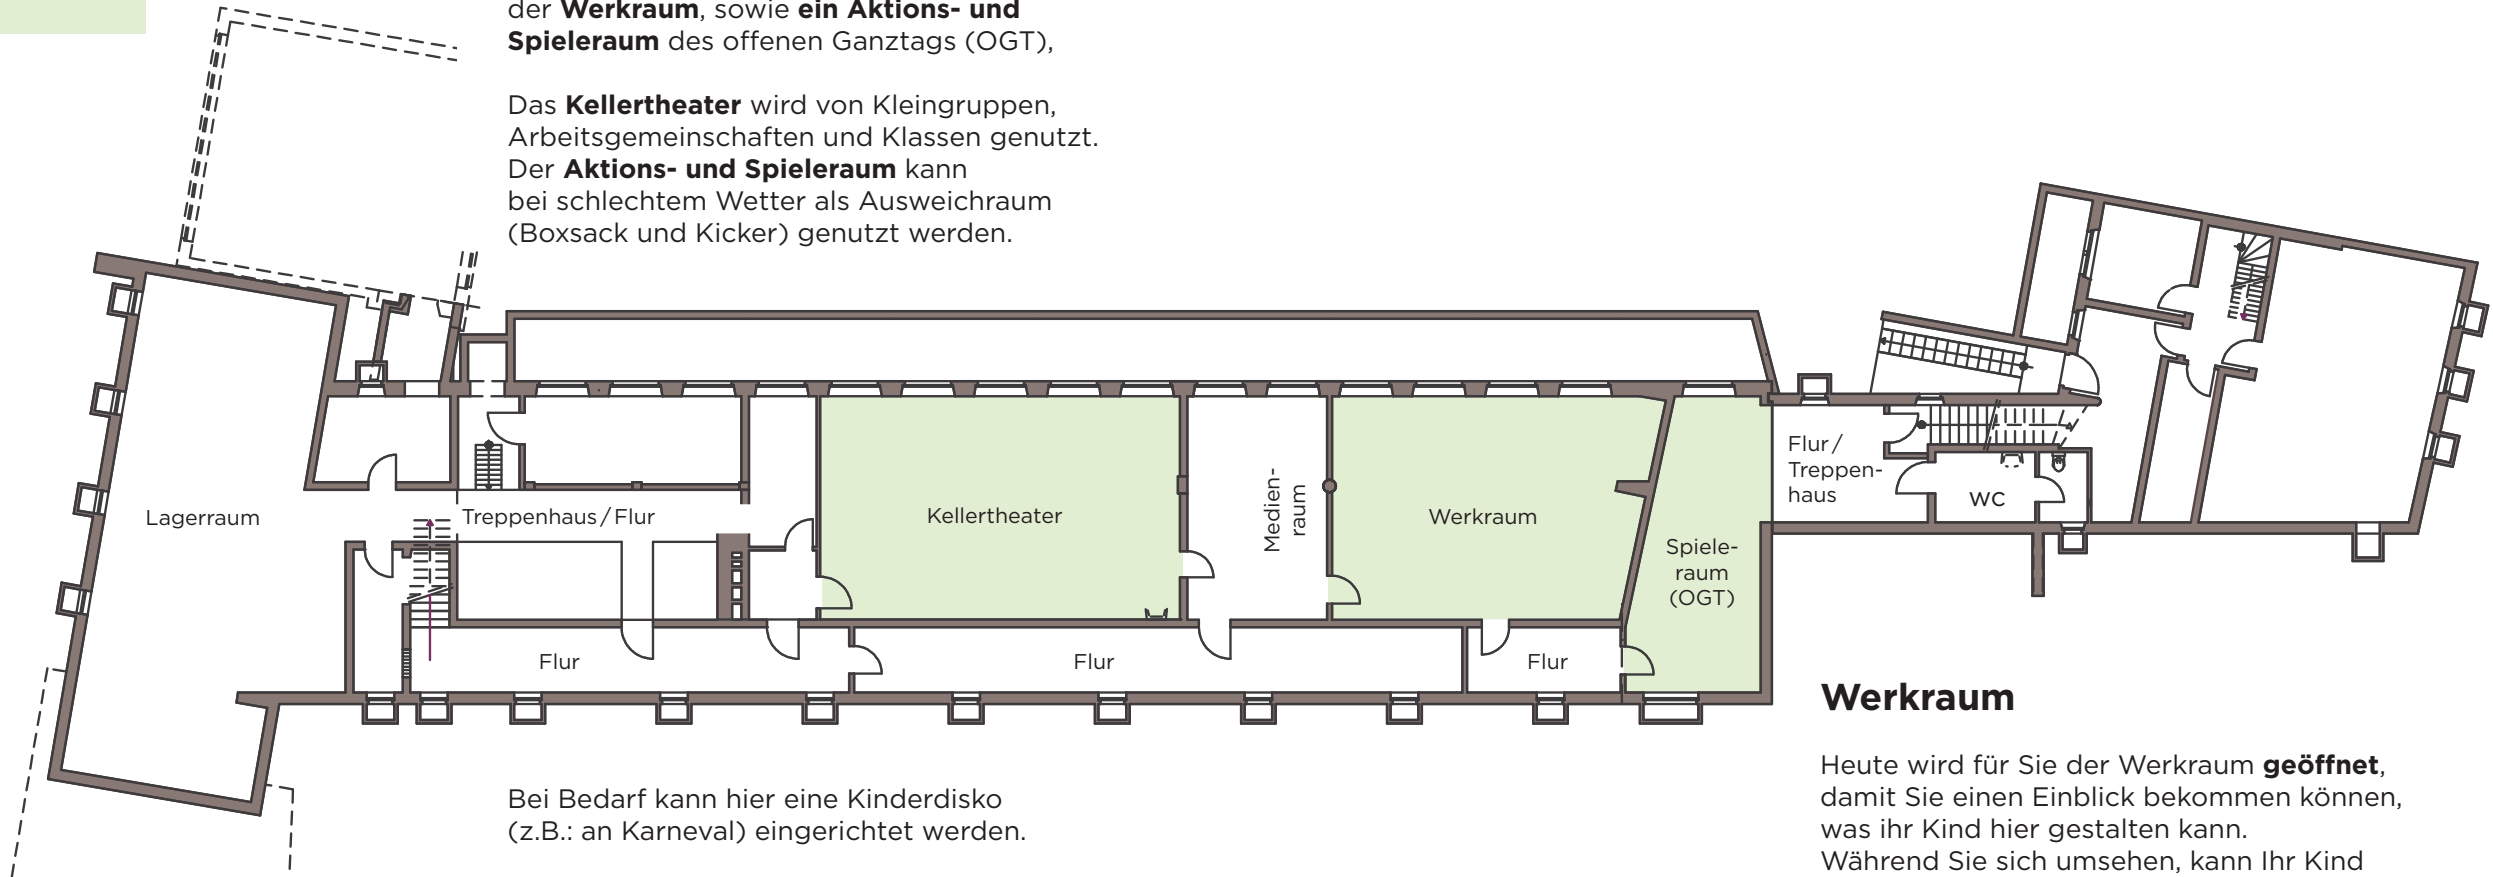 der Werkraum, sowie ein Aktions- und
Spieleraum des offenen Ganztags (OGT),
Das Kellertheater wird von Kleingruppen,
Arbeitsgemeinschaften und Klassen genutzt.
Der Aktions- und Spieleraum kann
bei schlechtem Wetter als Ausweichraum
(Boxsack und Kicker) genutzt werden.
Lagerraum
Treppenhaus / Flur
Kellertheater
Medien-
raum
Werkraum
Spiele-
raum
(OGT)
Flur /
Treppen-
haus
WC
Flur
Flur
Flur
Bei Bedarf kann hier eine Kinderdisko
(z.B.: an Karneval) eingerichtet werden.
Werkraum
Heute wird für Sie der Werkraum geöffnet,
damit Sie einen Einblick bekommen können,
was ihr Kind hier gestalten kann.
Während Sie sich umsehen, kann Ihr Kind